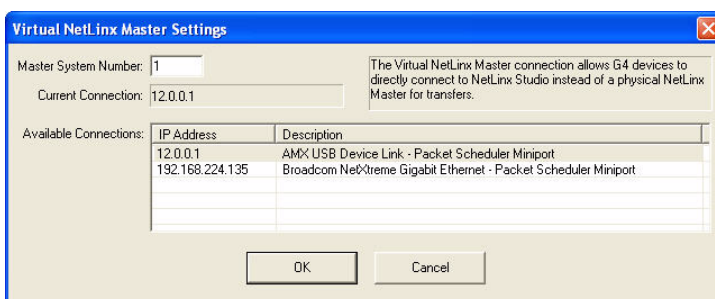 Virtual NetLinx Master Settings
Master System Number: 1
The Virtual NetLinx Master connection allows G4 devices to
directly connect to NetLinx Studio instead of a physical NetLinx
Master for transfers.
Current Connection: 12.0.0.1
Available Connections:
IP Address Description
12.0.0.1 AMX USB Device Link - Packet Scheduler Miniport
192.168.224.135 Broadcom NetXtreme Gigabit Ethernet - Packet Scheduler Miniport
OK Cancel